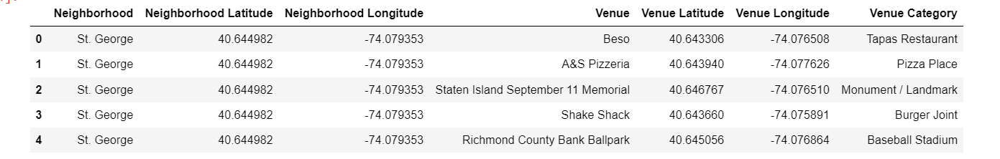 Neighborhood Neighborhood Latitude Neighborhood Longitude Venue Venue Latitude Venue Longitude Venue Category
0 St. George 40.644982 -74.079353 Beso 40.643306 -74.076508 Tapas Restaurant
1 St. George 40.644982 -74.079353 A&S Pizzeria 40.643940 -74.077626 Pizza Place
2 St. George 40.644982 -74.079353 Staten Island September 11 Memorial 40.646767 -74.076510 Monument / Landmark
3 St. George 40.644982 -74.079353 Shake Shack 40.643660 -74.075891 Burger Joint
4 St. George 40.644982 -74.079353 Richmond County Bank Ballpark 40.645056 -74.076864 Baseball Stadium